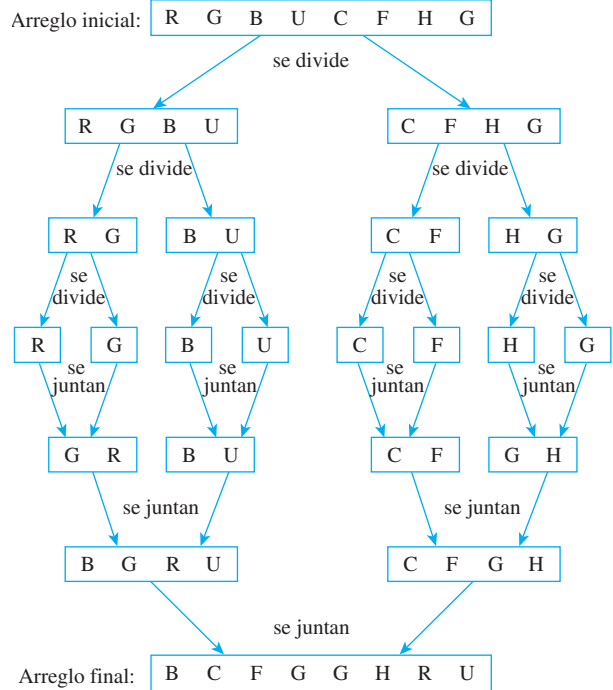 Arreglo inicial: R G B U C F H G
se divide
R G B U C F H G
se divide se divide
R G B U C F H G
se divide se divide se divide se divide
R G B U C F H G
se juntan se juntan se juntan se juntan
G R B U C F G H
se juntan se juntan
B G R U C F G H
se juntan
Arreglo final: B C F G G H R U